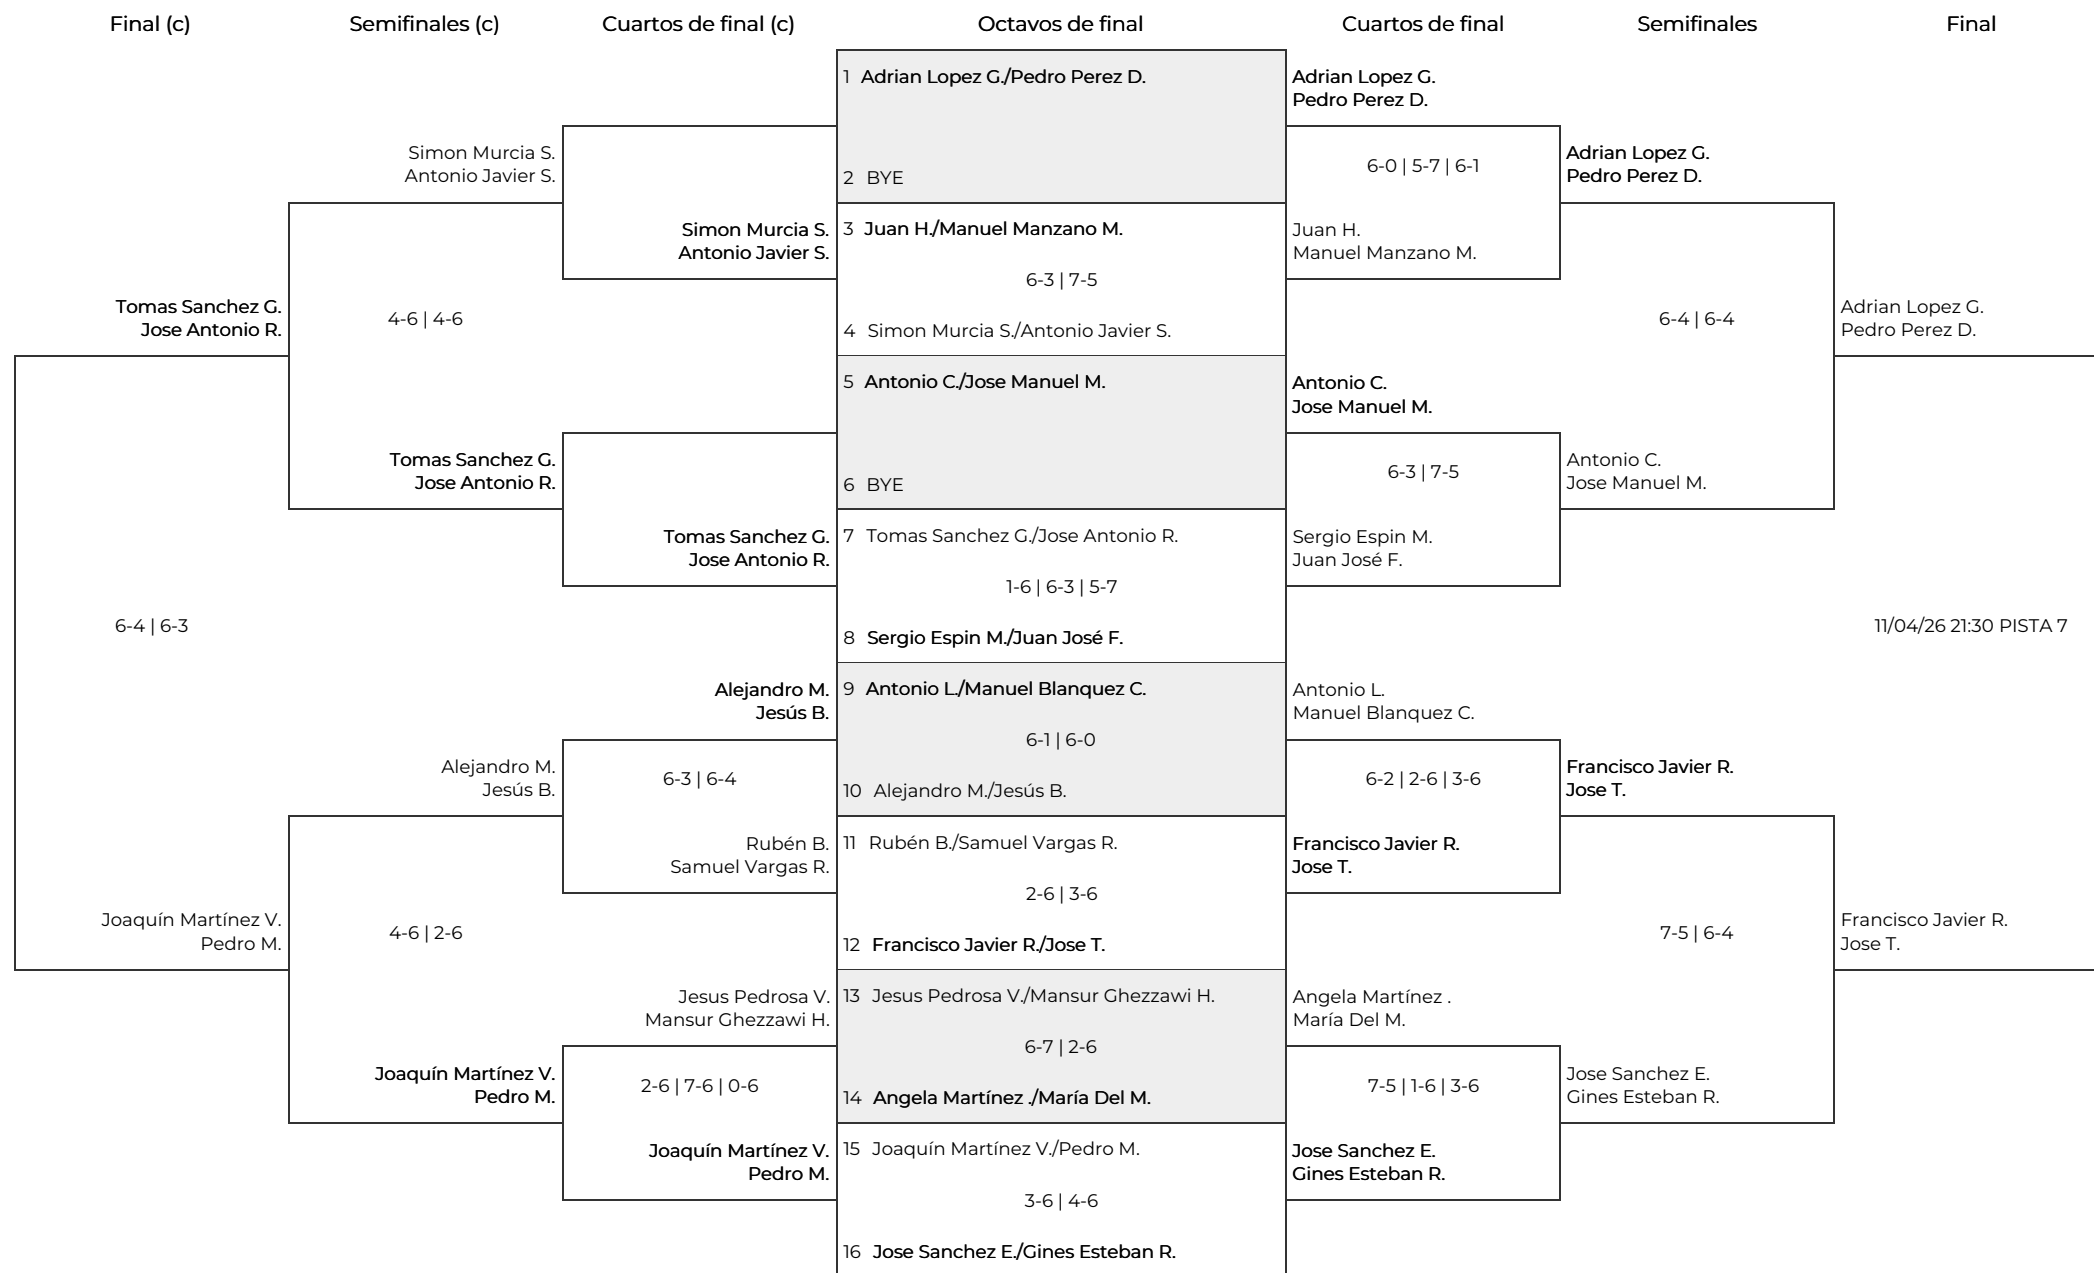 Final (c)
Semifinales (c)
Cuartos de final (c)
Octavos de final
Cuartos de final
Semifinales
Final
Tomas Sanchez G.
Jose Antonio R.
6-4 | 6-3
Joaquín Martínez V.
Pedro M.
Simon Murcia S.
Antonio Javier S.
4-6 | 4-6
Tomas Sanchez G.
Jose Antonio R.
Alejandro M.
Jesús B.
4-6 | 2-6
Joaquín Martínez V.
Pedro M.
Simon Murcia S.
Antonio Javier S.
Tomas Sanchez G.
Jose Antonio R.
Alejandro M.
Jesús B.
6-3 | 6-4
Rubén B.
Samuel Vargas R.
Jesus Pedrosa V.
Mansur Ghezzawi H.
2-6 | 7-6 | 0-6
Joaquín Martínez V.
Pedro M.
1 Adrian Lopez G./Pedro Perez D.
2 BYE
3 Juan H./Manuel Manzano M.
6-3 | 7-5
4 Simon Murcia S./Antonio Javier S.
5 Antonio C./Jose Manuel M.
6 BYE
7 Tomas Sanchez G./Jose Antonio R.
1-6 | 6-3 | 5-7
8 Sergio Espin M./Juan José F.
9 Antonio L./Manuel Blanquez C.
6-1 | 6-0
10 Alejandro M./Jesús B.
11 Rubén B./Samuel Vargas R.
2-6 | 3-6
12 Francisco Javier R./Jose T.
13 Jesus Pedrosa V./Mansur Ghezzawi H.
6-7 | 2-6
14 Angela Martínez ./María Del M.
15 Joaquín Martínez V./Pedro M.
3-6 | 4-6
16 Jose Sanchez E./Gines Esteban R.
Adrian Lopez G.
Pedro Perez D.
6-0 | 5-7 | 6-1
Juan H.
Manuel Manzano M.
Antonio C.
Jose Manuel M.
6-3 | 7-5
Sergio Espin M.
Juan José F.
Antonio L.
Manuel Blanquez C.
6-2 | 2-6 | 3-6
Francisco Javier R.
Jose T.
Angela Martínez .
María Del M.
7-5 | 1-6 | 3-6
Jose Sanchez E.
Gines Esteban R.
Adrian Lopez G.
Pedro Perez D.
6-4 | 6-4
Antonio C.
Jose Manuel M.
Francisco Javier R.
Jose T.
7-5 | 6-4
Jose Sanchez E.
Gines Esteban R.
Adrian Lopez G.
Pedro Perez D.
11/04/26 21:30 PISTA 7
Francisco Javier R.
Jose T.